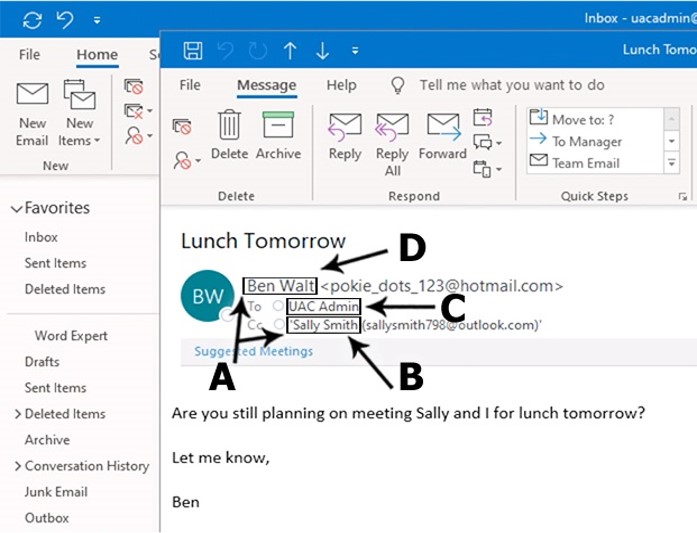 Inbox - uacadmin@
Lunch Tomo
File Home S
File Message Help Tell me what you want to do
New Email
New Items
New
Delete Archive
Delete
Reply Reply All Forward
Respond
Move to: ?
To Manager
Team Email
Quick Steps
Favorites
Inbox
Sent Items
Deleted Items
Word Expert
Drafts
Sent Items
Deleted Items
Archive
Conversation History
Junk Email
Outbox
Lunch Tomorrow
D
BW
Ben Walt <pokie_dots_123@hotmail.com>
To UAC Admin
C
Cc 'Sally Smith (sallysmith798@outlook.com)'
Suggested Meetings
A
B
Are you still planning on meeting Sally and I for lunch tomorrow?
Let me know,
Ben